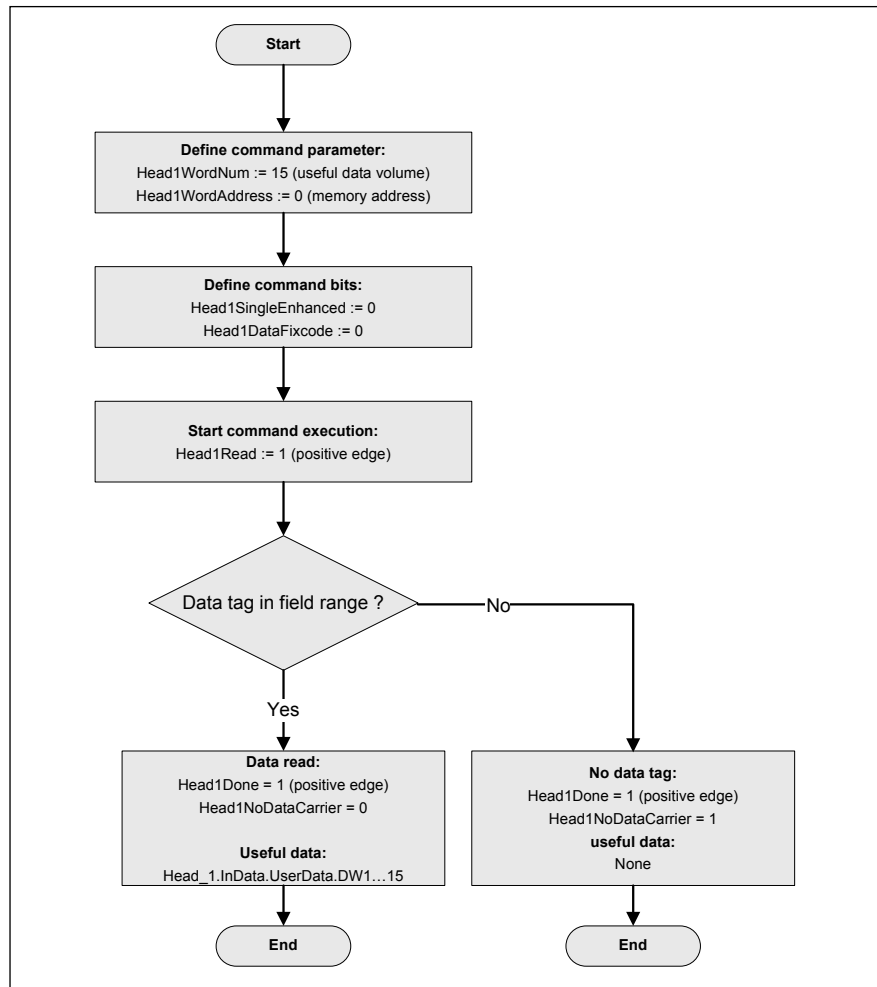 Start
Define command parameter:
Head1WordNum := 15 (useful data volume)
Head1WordAddress := 0 (memory address)
Define command bits:
Head1SingleEnhanced := 0
Head1DataFixcode := 0
Start command execution:
Head1Read := 1 (positive edge)
Data tag in field range ?
No
Yes
Data read:
Head1Done = 1 (positive edge)
Head1NoDataCarrier = 0
Useful data:
Head_1.InData.UserData.DW1…15
End
No data tag:
Head1Done = 1 (positive edge)
Head1NoDataCarrier = 1
useful data:
None
End